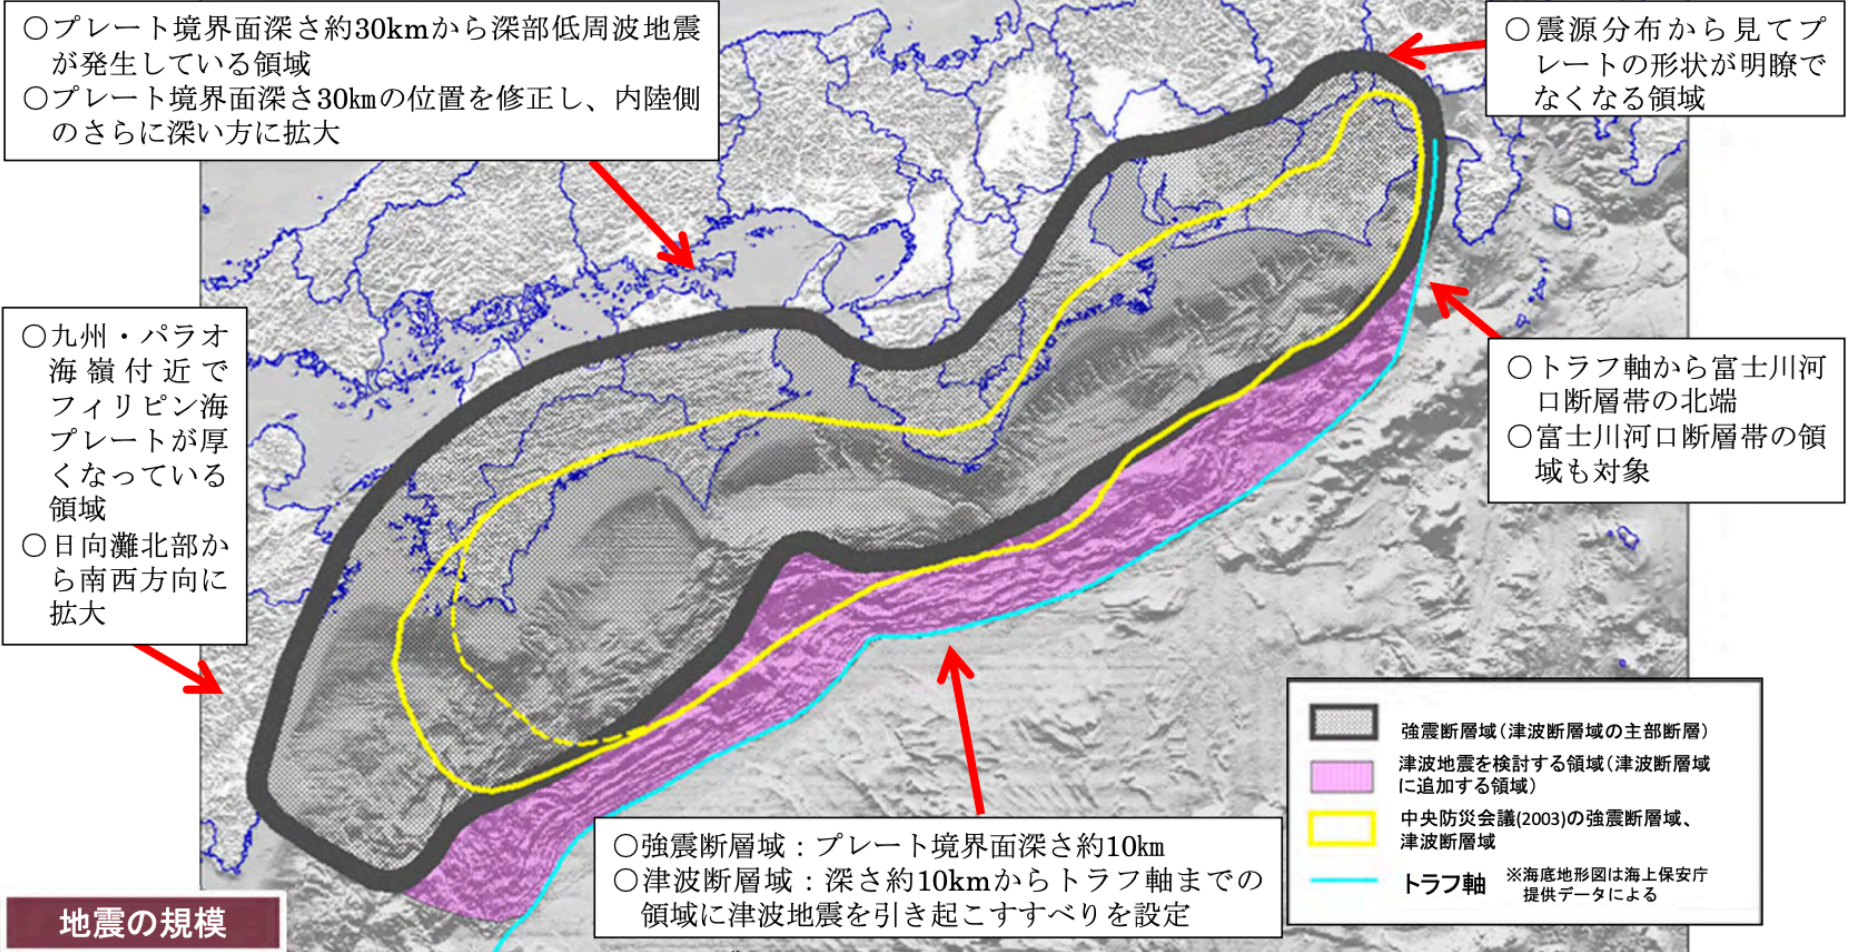 ○プレート境界面深さ約30kmから深部低周波地震
が発生している領域
○プレート境界面深さ30㎞の位置を修正し、内陸側
のさらに深い方に拡大
○震源分布から見てプ
レートの形状が明瞭で
なくなる領域
○九州・パラオ
海嶺付近で
フィリピン海
プレートが厚
くなっている
領域
○日向灘北部か
ら南西方向に
拡大
○トラフ軸から富士川河
口断層帯の北端
○富士川河口断層帯の領
域も対象
○強震断層域：プレート境界面深さ約10㎞
○津波断層域：深さ約10kmからトラフ軸までの
領域に津波地震を引き起こすすべりを設定
強震断層域(津波断層域の主部断層)
津波地震を検討する領域(津波断層域
に追加する領域)
中央防災会議(2003)の強震断層域、
津波断層域
トラフ軸
※海底地形図は海上保安庁
提供データによる
地震の規模